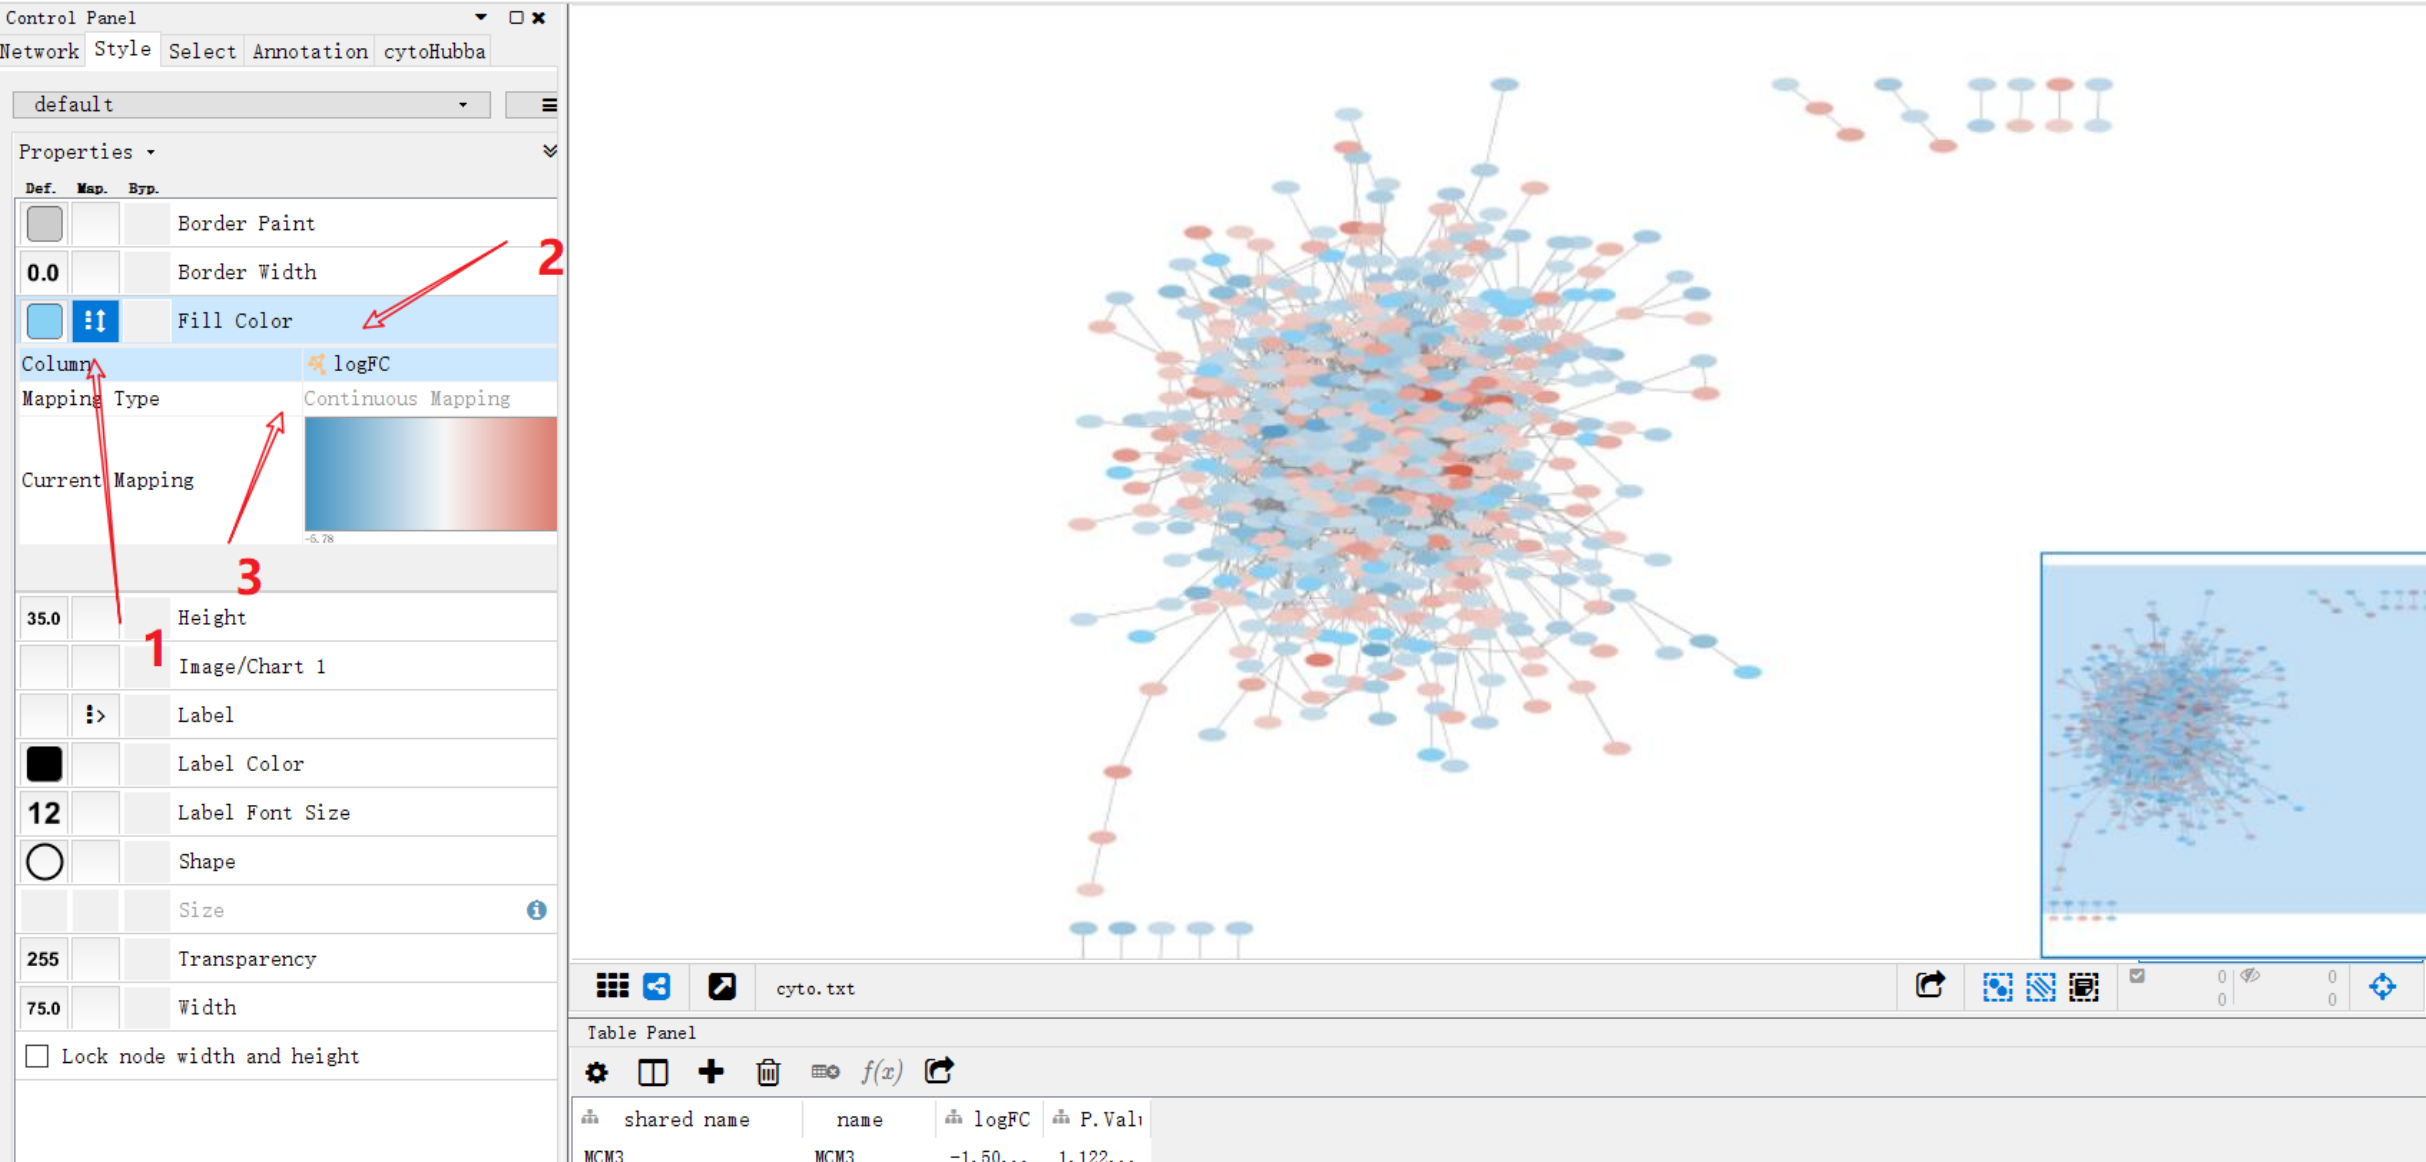 Control Panel
Network Style Select Annotation cytoHubba
default
Properties
Def. Map. Byp.
Border Paint
2
0.0 Border Width
Fill Color
Column logFC
Mapping Type Continuous Mapping
Current Mapping
-5.78
3
35.0 Height
1
Image/Chart 1
Label
Label Color
12 Label Font Size
Shape
Size
255 Transparency
75.0 Width
Lock node width and height
cyto.txt
0 0
0 0
Table Panel
f(x)
shared name name logFC P.Valu
MCM3 MCM3 -1.50... 1.122...